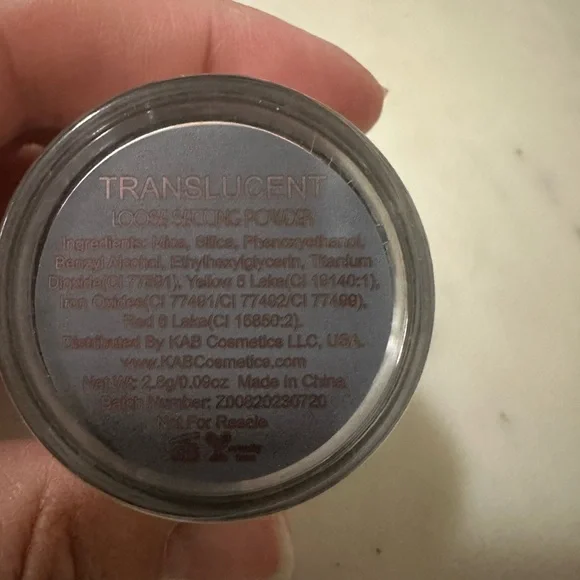 TRANSLUCENT
LOOSE SETTING POWDER
Ingredients: Mica, Silica, Phenoxyethanol,
Benzyl Alcohol, Ethylhexylglycerin, Titanium
Dioxide(CI 77891), Yellow 5 Lake(CI 19140:1),
Iron Oxides(CI 77491/CI 77492/CI 77499),
Red 6 Lake(CI 15850:2).
Distributed By KAB Cosmetics LLC, USA.
www.KABCosmetics.com
Net Wt: 2.6g/0.09oz Made in China
Batch Number: Z00820230720
Not For Resale